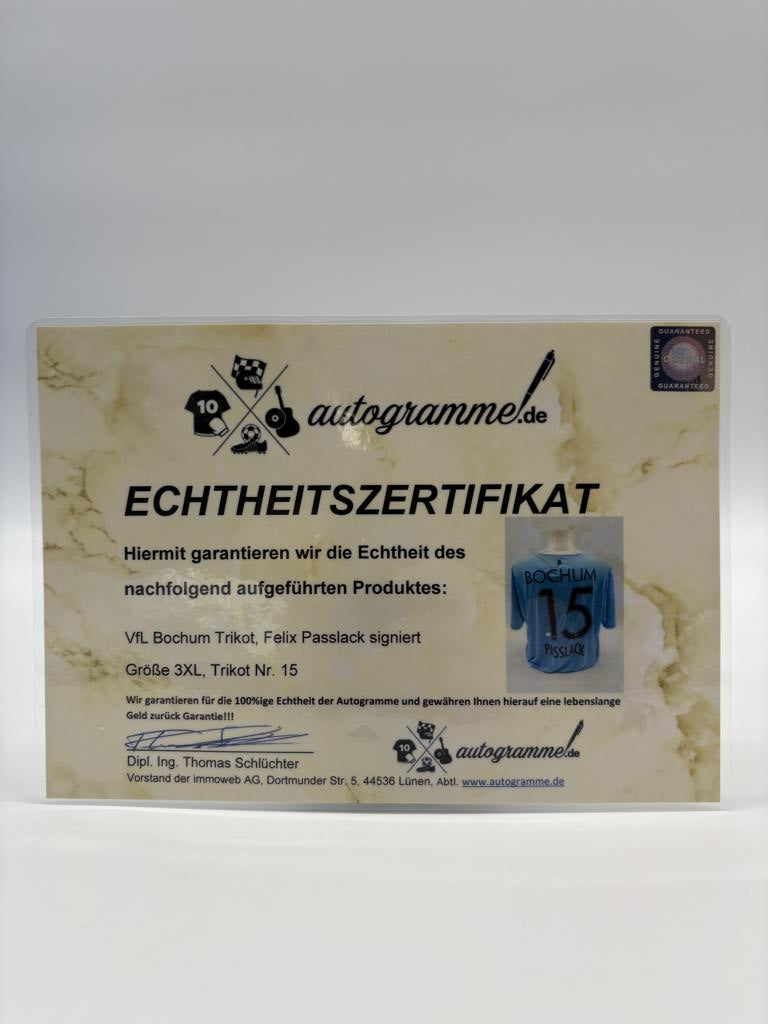 GUARANTEED
GENUINE
GENUINE
ORIGINAL
GUARANTEED
10
autogramme.de
ECHTHEITSZERTIFIKAT
Hiermit garantieren wir die Echtheit des
nachfolgend aufgeführten Produktes:
BOCHUM
15
PASSLACK
VfL Bochum Trikot, Felix Passlack signiert
Größe 3XL, Trikot Nr. 15
Wir garantieren für die 100%ige Echtheit der Autogramme und gewähren Ihnen hierauf eine lebenslange
Geld zurück Garantie!!!
10
autogramme.de
Dipl. Ing. Thomas Schlüchter
Vorstand der immoweb AG, Dortmunder Str. 5, 44536 Lünen, Abtl. www.autogramme.de